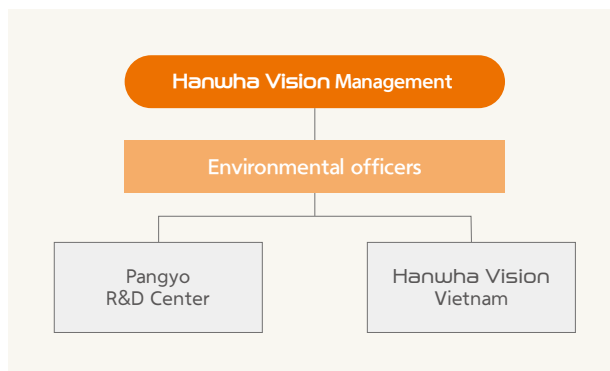 Hanwha Vision Management
Environmental officers
Pangyo
R&D Center
Hanwha Vision
Vietnam